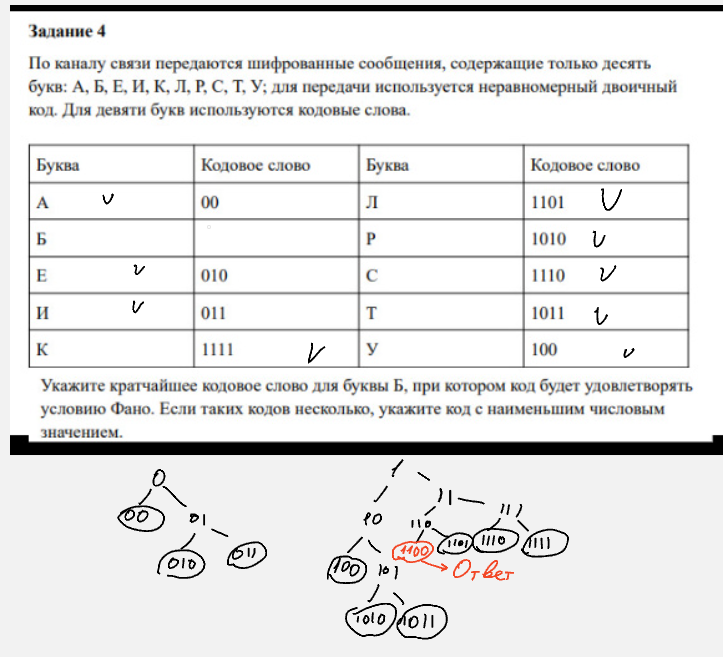 Задание 4
По каналу связи передаются шифрованные сообщения, содержащие только десять
букв: А, Б, Е, И, К, Л, Р, С, Т, У; для передачи используется неравномерный двоичный
код. Для девяти букв используются кодовые слова.
Буква Кодовое слово Буква Кодовое слово
А 00 Л 1101
Б Р 1010
Е 010 С 1110
И 011 Т 1011
К 1111 У 100
Укажите кратчайшее кодовое слово для буквы Б, при котором код будет удовлетворять
условию Фано. Если таких кодов несколько, укажите код с наименьшим числовым
значением.
0 1
11
00 01 10 110 111
010 011 100 101 1100 1101 1110 1111
Ответ
1010 1011